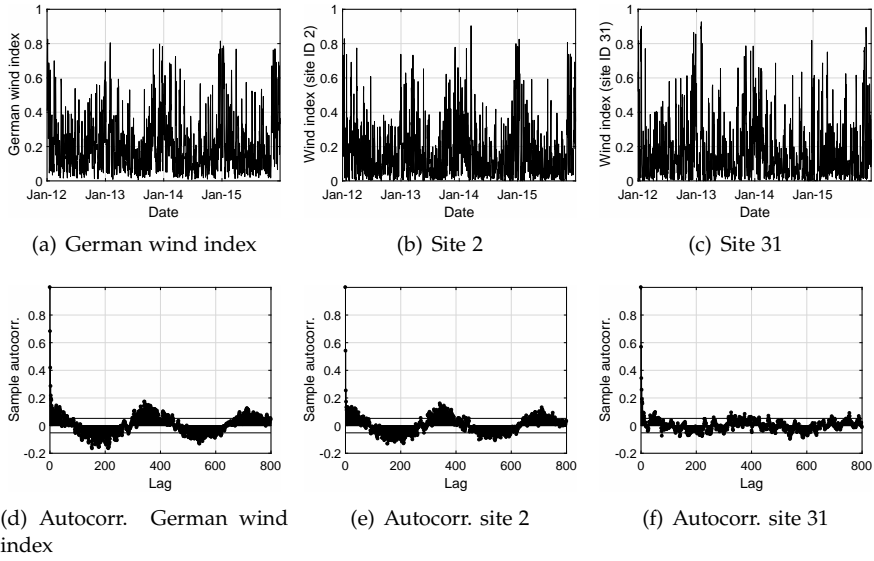 German wind index
1
0.8
0.6
0.4
0.2
0
Jan-12 Jan-13 Jan-14 Jan-15
Date
(a) German wind index
Wind index (site ID 2)
1
0.8
0.6
0.4
0.2
0
Jan-12 Jan-13 Jan-14 Jan-15
Date
(b) Site 2
Wind index (site ID 31)
1
0.8
0.6
0.4
0.2
0
Jan-12 Jan-13 Jan-14 Jan-15
Date
(c) Site 31
Sample autocorr.
0.8
0.6
0.4
0.2
0
-0.2
0 200 400 600 800
Lag
(d) Autocorr. German wind
index
Sample autocorr.
0.8
0.6
0.4
0.2
0
-0.2
0 200 400 600 800
Lag
(e) Autocorr. site 2
Sample autocorr.
0.8
0.6
0.4
0.2
0
-0.2
0 200 400 600 800
Lag
(f) Autocorr. site 31